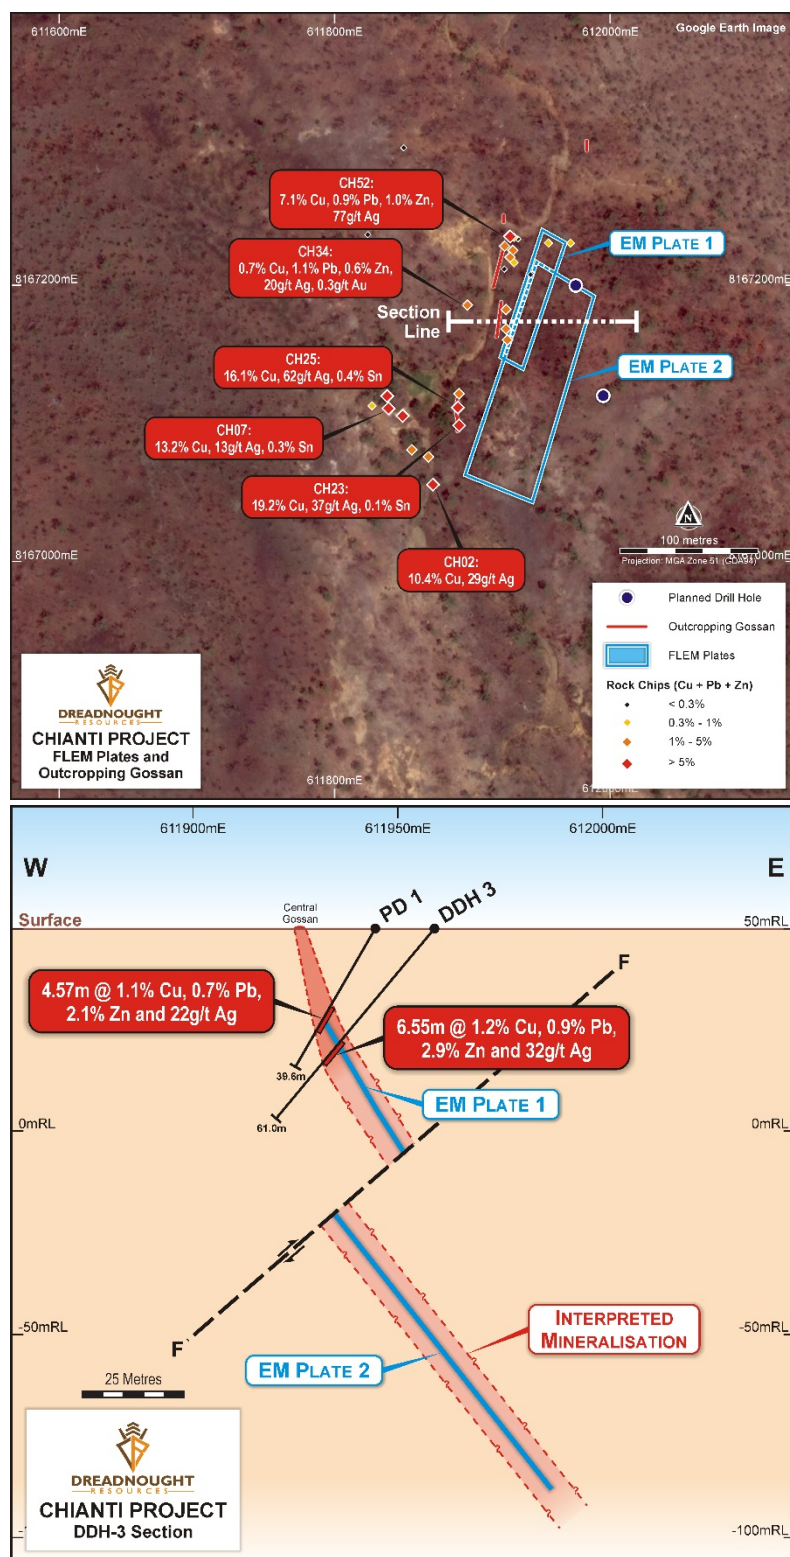 611600mE
611800mE
612000mE
Google Earth Image
CH52:
7.1% Cu, 0.9% Pb, 1.0% Zn,
77g/t Ag
EM PLATE 1
CH34:
0.7% Cu, 1.1% Pb, 0.6% Zn,
20g/t Ag, 0.3g/t Au
8167200mE
8167200mE
Section
Line
CH25:
16.1% Cu, 62g/t Ag, 0.4% Sn
EM PLATE 2
CH07:
13.2% Cu, 13g/t Ag, 0.3% Sn
CH23:
19.2% Cu, 37g/t Ag, 0.1% Sn
N
CH02:
10.4% Cu, 29g/t Ag
100 metres
8167000mE
Projection: MGA Zone 51 (GDA94)
Planned Drill Hole
Outcropping Gossan
FLEM Plates
Rock Chips (Cu + Pb + Zn)
< 0.3%
0.3% - 1%
1% - 5%
> 5%
DREADNOUGHT
RESOURCES
CHIANTI PROJECT
FLEM Plates and
Outcropping Gossan
611800mE
611900mE
611950mE
612000mE
W
E
Central
Gossan
PD 1
DDH 3
Surface
50mRL
F
4.57m @ 1.1% Cu, 0.7% Pb,
2.1% Zn and 22g/t Ag
6.55m @ 1.2% Cu, 0.9% Pb,
2.9% Zn and 32g/t Ag
39.6m
EM PLATE 1
61.0m
0mRL
0mRL
-50mRL
-50mRL
INTERPRETED
MINERALISATION
F
EM PLATE 2
25 Metres
DREADNOUGHT
RESOURCES
CHIANTI PROJECT
DDH-3 Section
-100mRL